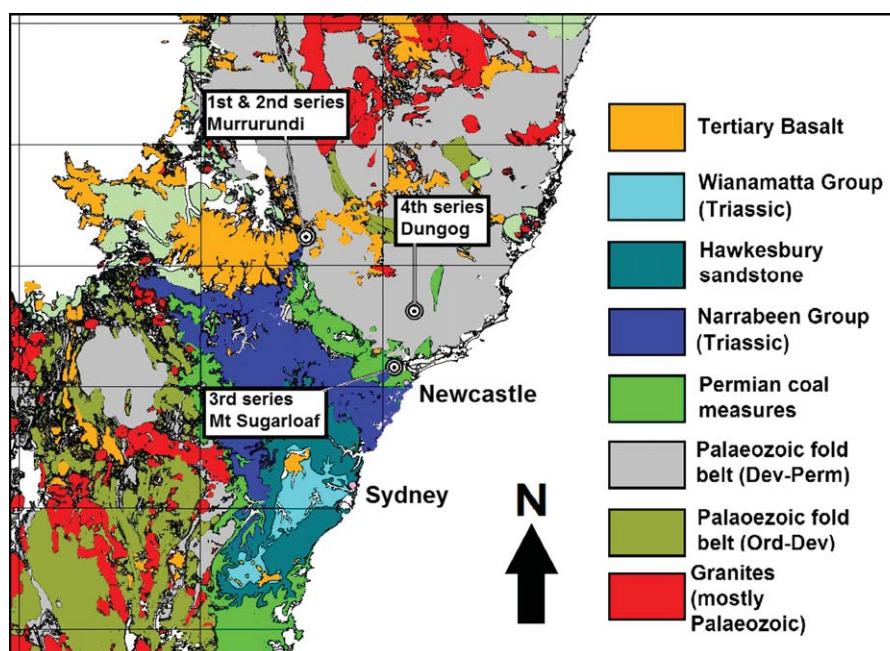 1st & 2nd series
Murrurundi
4th series
Dungog
3rd series
Mt Sugarloaf
Newcastle
Sydney
N
Tertiary Basalt
Wianamatta Group
(Triassic)
Hawkesbury
sandstone
Narrabeen Group
(Triassic)
Permian coal
measures
Palaeozoic fold
belt (Dev-Perm)
Palaoezoic fold
belt (Ord-Dev)
Granites
(mostly
Palaeozoic)